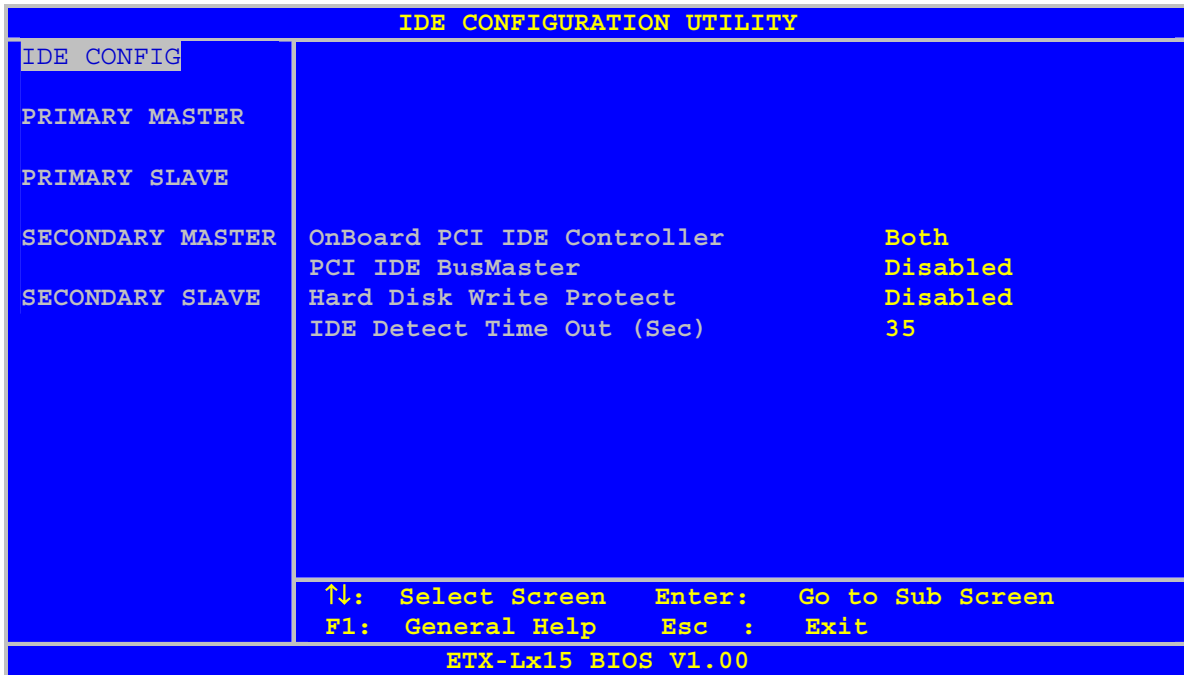 IDE CONFIGURATION UTILITY
IDE CONFIG
PRIMARY MASTER
PRIMARY SLAVE
SECONDARY MASTER OnBoard PCI IDE Controller Both
PCI IDE BusMaster Disabled
SECONDARY SLAVE Hard Disk Write Protect Disabled
IDE Detect Time Out (Sec) 35
↑↓: Select Screen Enter: Go to Sub Screen
F1: General Help Esc : Exit
ETX-Lx15 BIOS V1.00